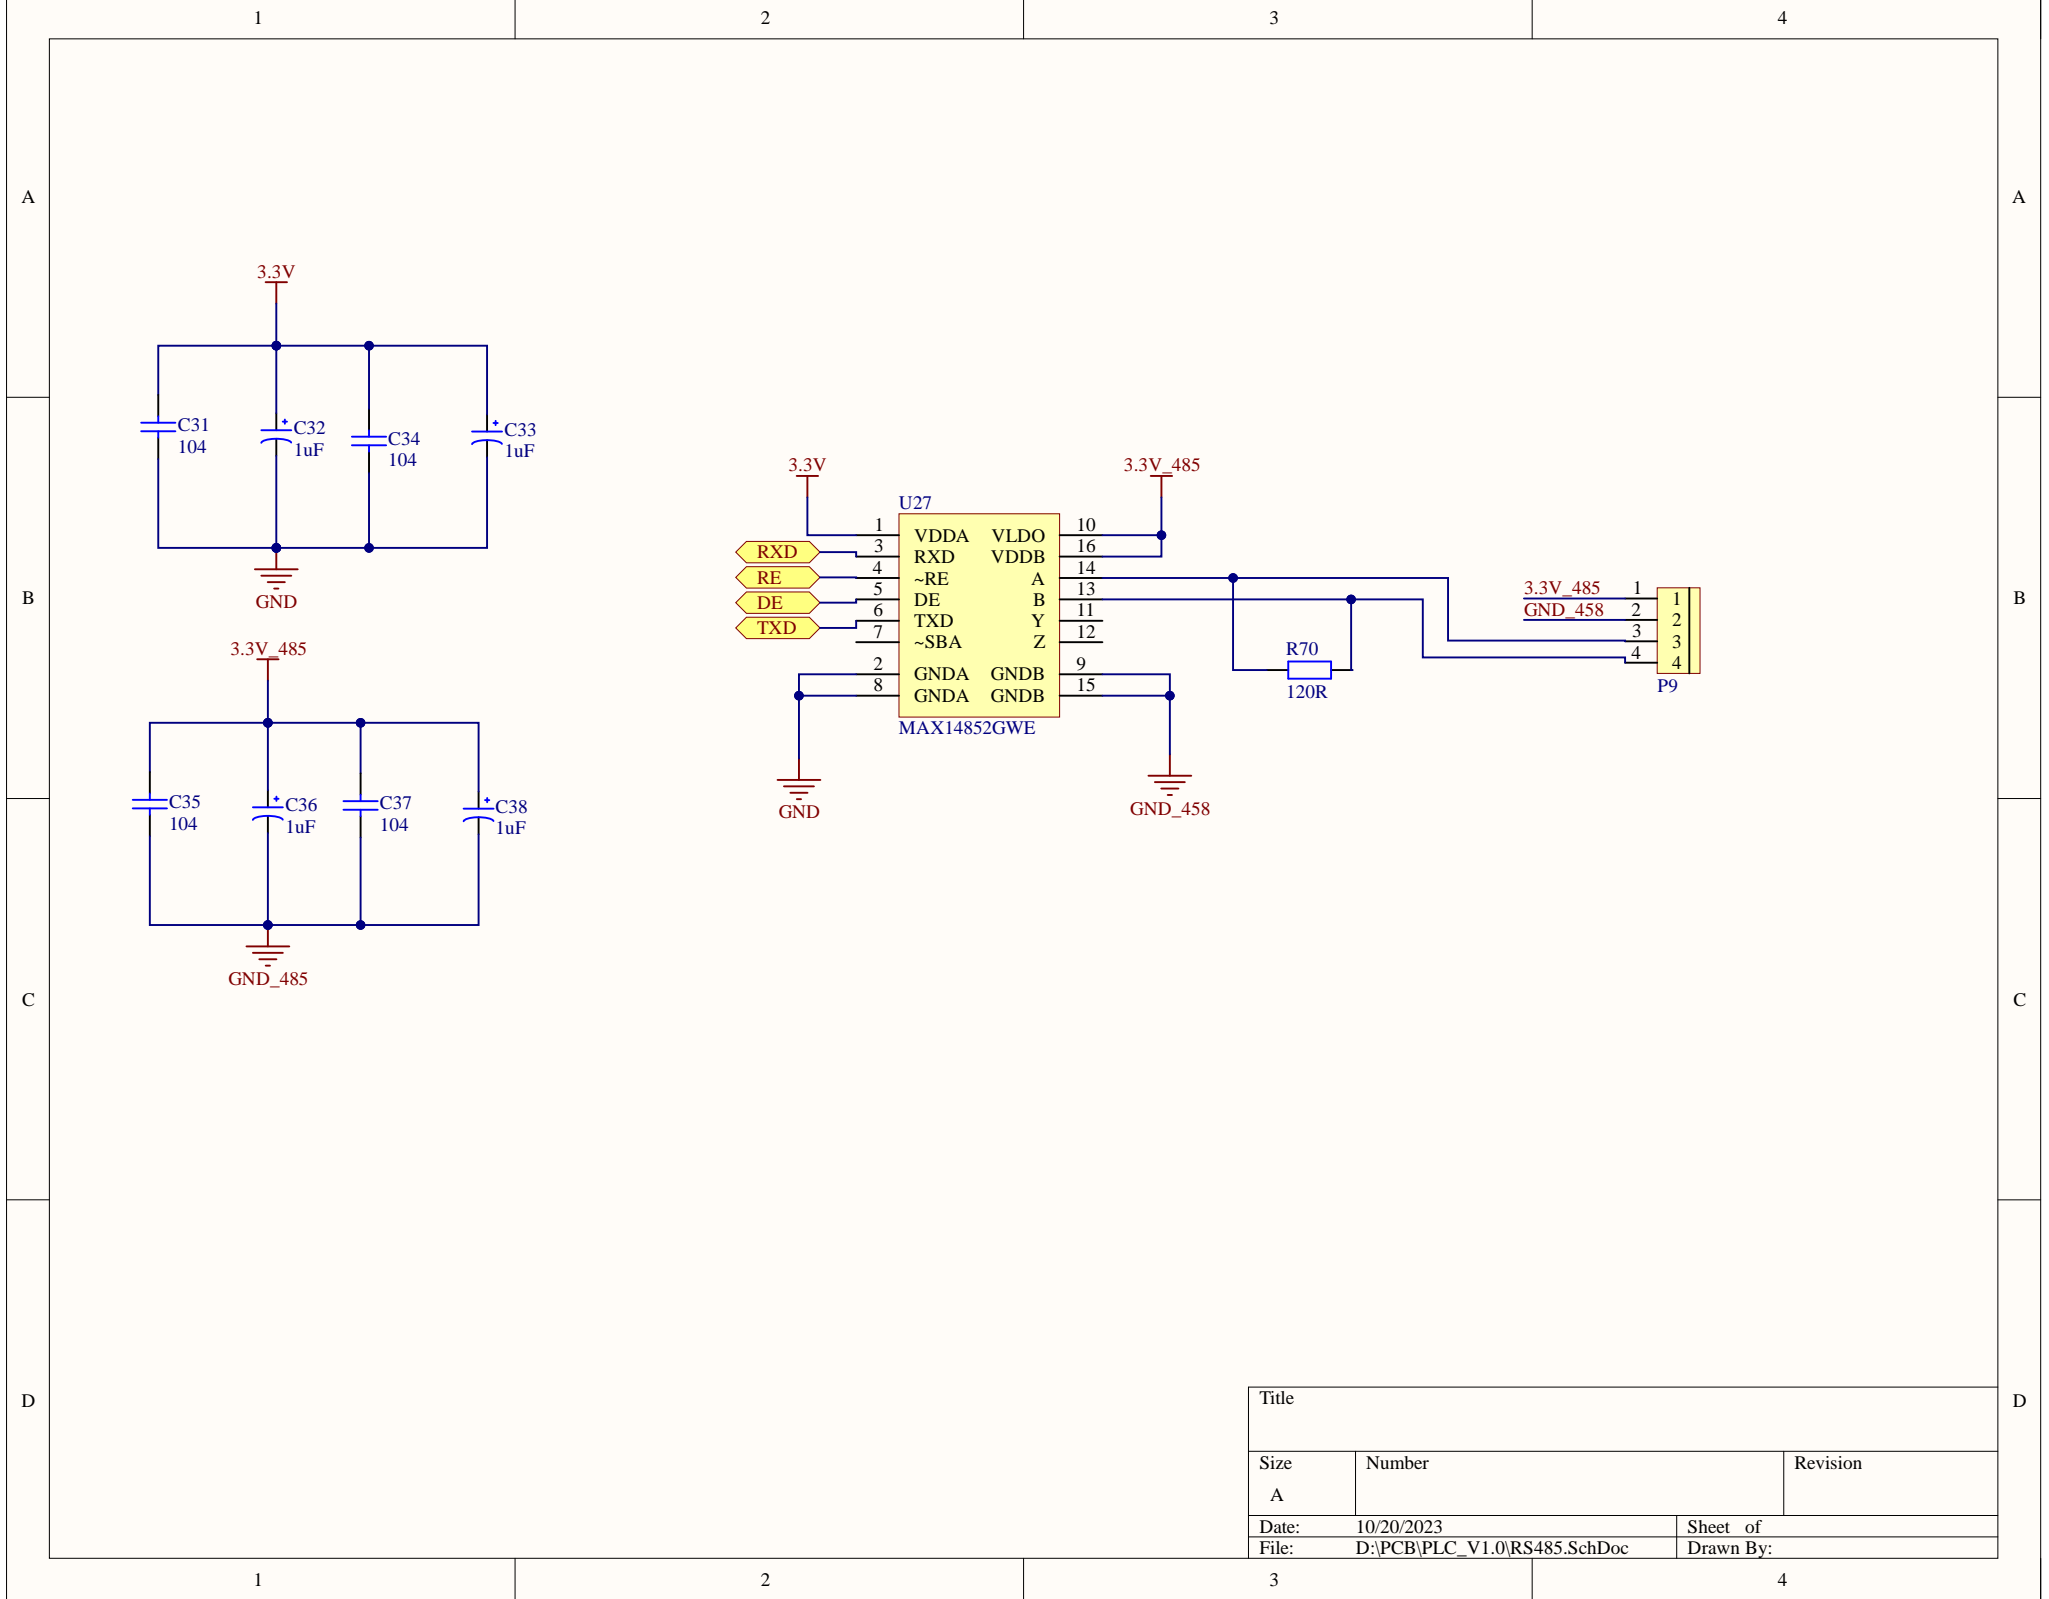 1 2 3 4
A A
3.3V
C31
104
C32
1uF
C34
104
C33
1uF
GND
3.3V_485
C35
104
C36
1uF
C37
104
C38
1uF
GND_485
3.3V
3.3V_485
U27
1 VDDA VLDO 10
RXD 3 RXD VDDB 16
RE 4 ~RE A 14
DE 5 DE B 13
TXD 6 TXD Y 11
7 ~SBA Z 12
2 GNDA GNDB 9
8 GNDA GNDB 15
MAX14852GWE
GND
GND_458
R70
120R
3.3V_485 1 1
GND_458 2 2
3 3
4 4
P9
B B
C C
D D
Title
Size Number Revision
A
Date: 10/20/2023 Sheet of
File: D:\PCB\PLC_V1.0\RS485.SchDoc Drawn By:
1 2 3 4